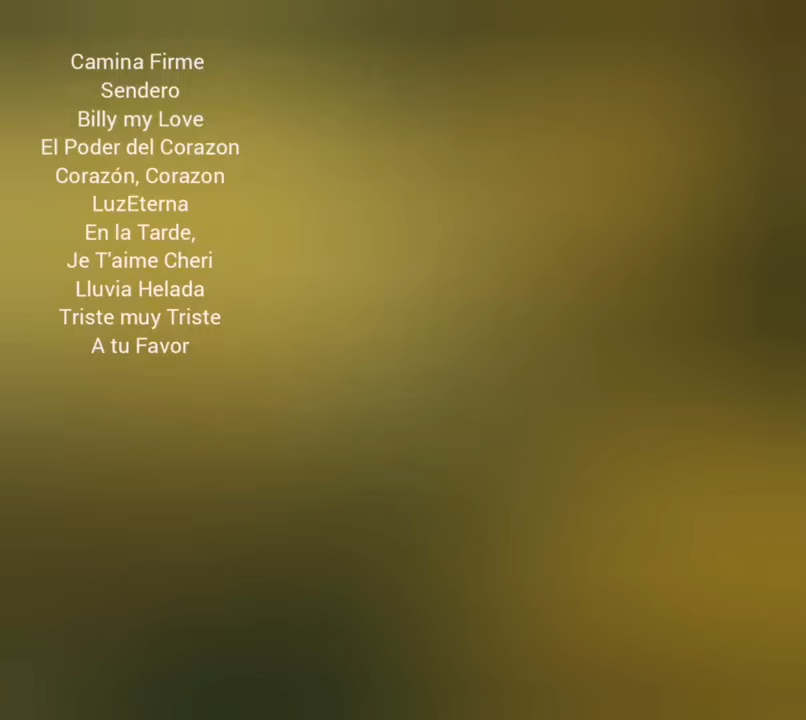 Camina Firme
Sendero
Billy my Love
El Poder del Corazon
Corazón, Corazon
LuzEterna
En la Tarde,
Je T'aime Cheri
Lluvia Helada
Triste muy Triste
A tu Favor